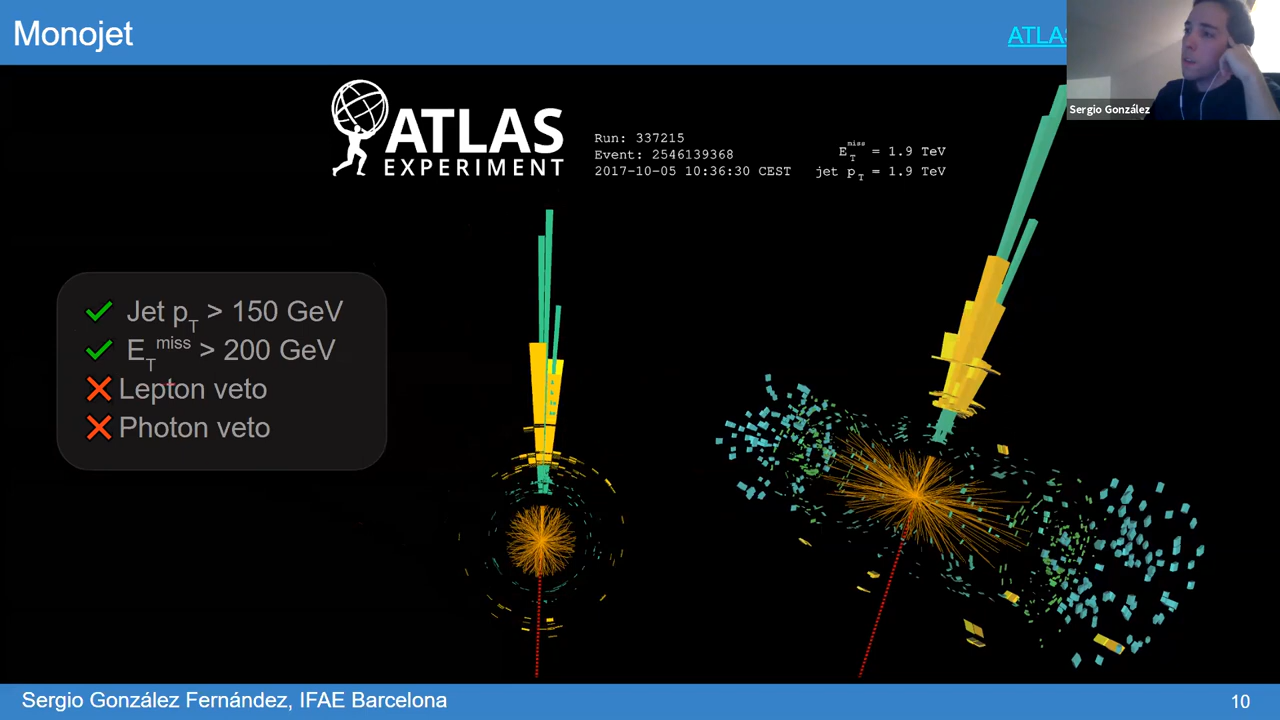 Monojet
ATLAS
Sergio González
ATLAS
EXPERIMENT
Run: 337215
Event: 2546139368
2017-10-05 10:36:30 CEST
E_T^miss = 1.9 TeV
jet p_T = 1.9 TeV
Jet p_T > 150 GeV
E_T^miss > 200 GeV
Lepton veto
Photon veto
Sergio González Fernández, IFAE Barcelona
10